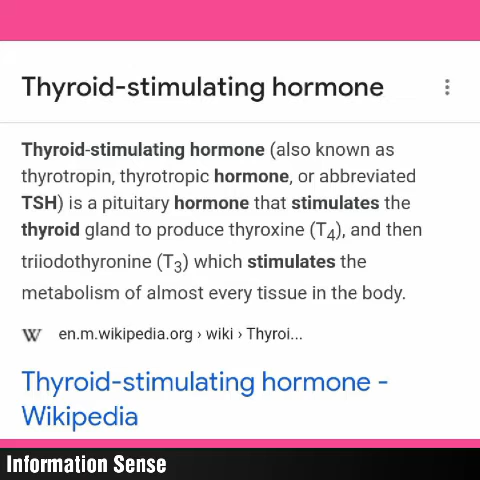 Thyroid-stimulating hormone
Thyroid-stimulating hormone (also known as
thyrotropin, thyrotropic hormone, or abbreviated
TSH) is a pituitary hormone that stimulates the
thyroid gland to produce thyroxine (T4), and then
triiodothyronine (T3) which stimulates the
metabolism of almost every tissue in the body.
W en.m.wikipedia.org › wiki › Thyroi...
Thyroid-stimulating hormone -
Wikipedia
Information Sense